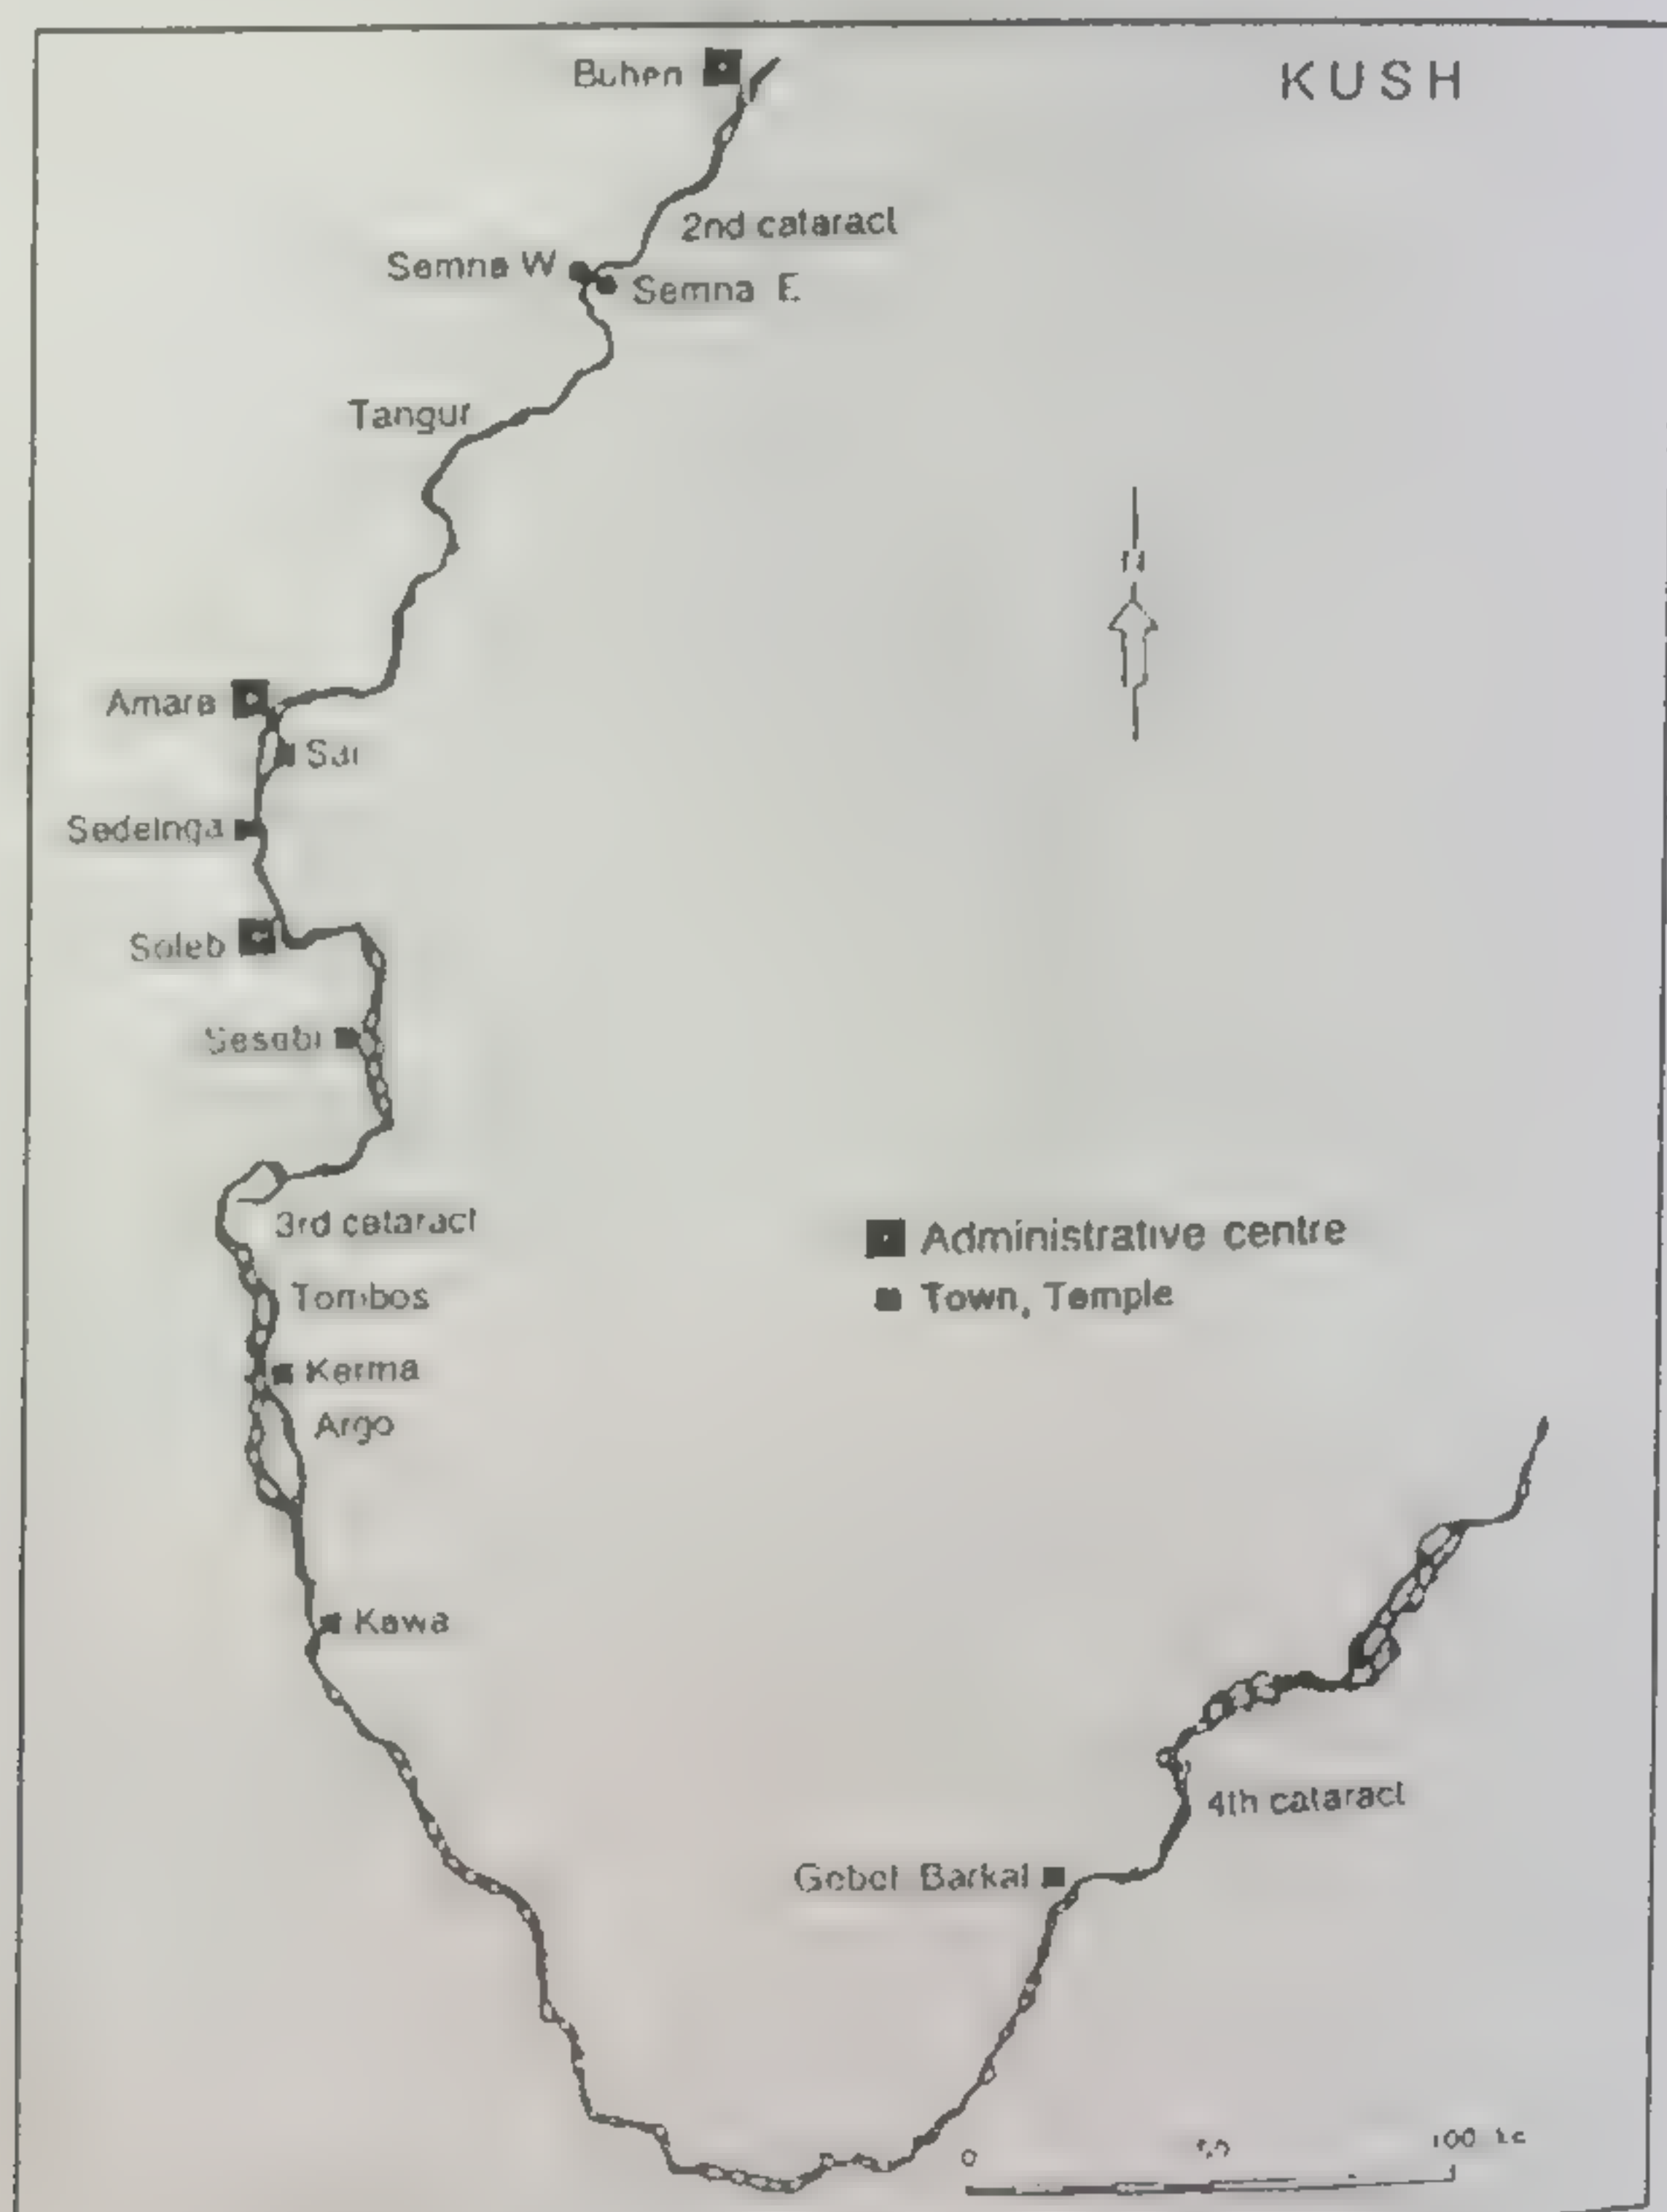 KUSH
Buhen
2nd cataract
Semna W
Semna E
Tangur
Amara
Sai
Sedeinga
Soleb
Sesebi
3rd cataract
Administrative centre
Town, Temple
Tombos
Kerma
Argo
Kawa
4th cataract
Gebel Barkal
N
0 50 100